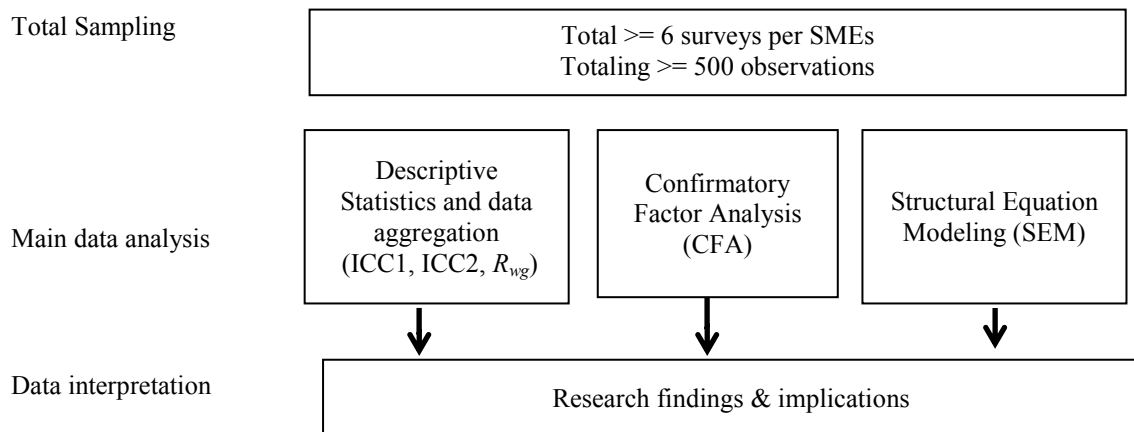 Total Sampling
Total >= 6 surveys per SMEs
Totaling >= 500 observations
Main data analysis
Descriptive
Statistics and data
aggregation
(ICC1, ICC2, Rwg)
Confirmatory
Factor Analysis
(CFA)
Structural Equation
Modeling (SEM)
Data interpretation
Research findings & implications